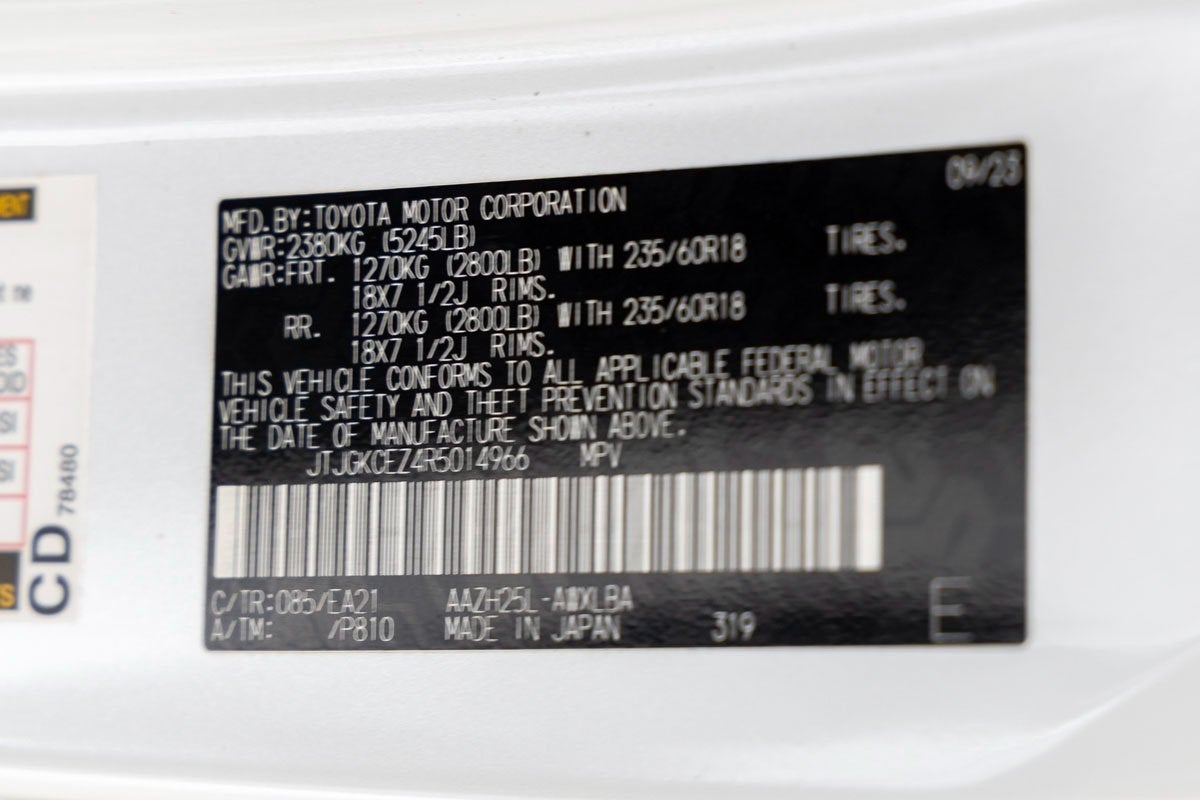 09/23
MFD.BY:TOYOTA MOTOR CORPORATION
GVWR:2380KG (5245LB)
GAWR:FRT. 1270KG (2800LB) WITH 235/60R18 TIRES.
18X7 1/2J RIMS.
RR. 1270KG (2800LB) WITH 235/60R18 TIRES.
18X7 1/2J RIMS.
THIS VEHICLE CONFORMS TO ALL APPLICABLE FEDERAL MOTOR
VEHICLE SAFETY AND THEFT PREVENTION STANDARDS IN EFFECT ON
THE DATE OF MANUFACTURE SHOWN ABOVE.
JTJGKCEZ4R5014966 MPV
C/TR:085/EA21 AAZH25L-AWXLBA
A/TM: /P810 MADE IN JAPAN 319
E
CD 78480